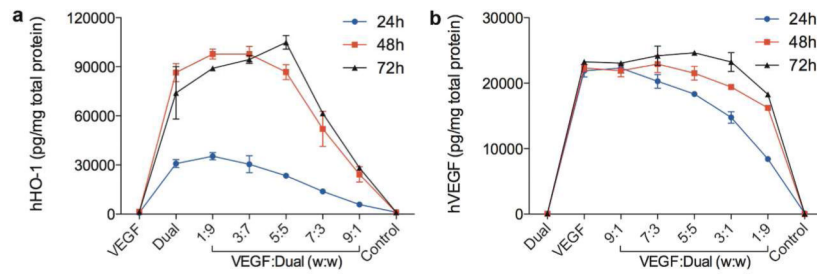 a
hHO-1 (pg/mg total protein)
120000
90000
60000
30000
0
24h
48h
72h
VEGF
Dual
1:9
3:7
5:5
7:3
9:1
Control
VEGF:Dual (w:w)
b
hVEGF (pg/mg total protein)
30000
20000
10000
0
24h
48h
72h
Dual
VEGF
9:1
7:3
5:5
3:1
1:9
Control
VEGF:Dual (w:w)